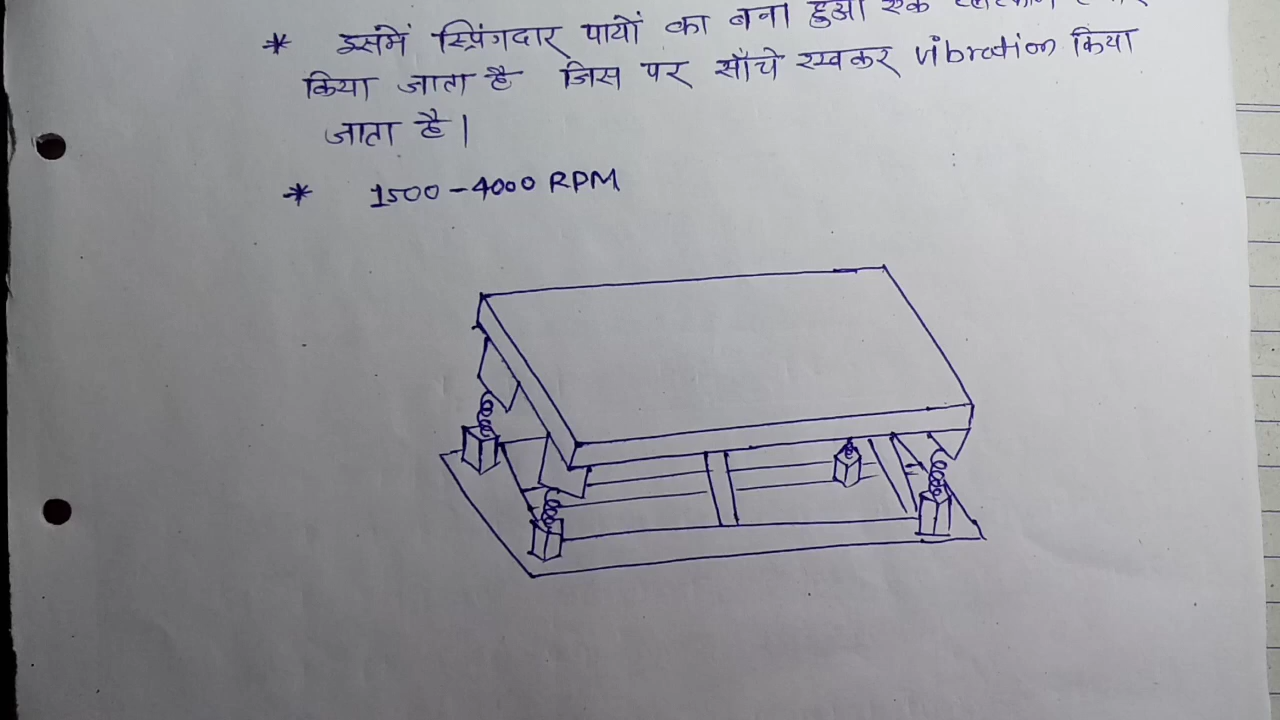 * इसमें स्प्रिंगदार पायों का बना हुआ एक
किया जाता है जिस पर साँचे रखकर vibration किया
जाता है।
* 1500-4000 RPM